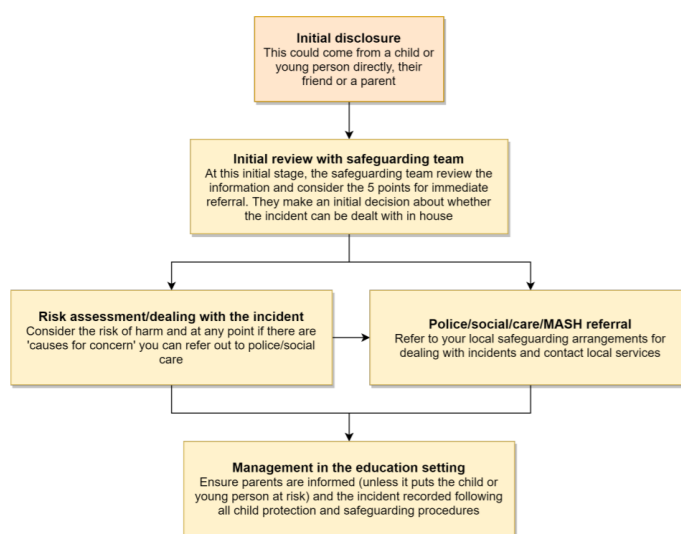 Initial disclosure
This could come from a child or
young person directly, their
friend or a parent
Initial review with safeguarding team
At this initial stage, the safeguarding team review the
information and consider the 5 points for immediate
referral. They make an initial decision about whether
the incident can be dealt with in house
Risk assessment/dealing with the incident
Consider the risk of harm and at any point if there are
'causes for concern' you can refer out to police/social
care
Police/social/care/MASH referral
Refer to your local safeguarding arrangements for
dealing with incidents and contact local services
Management in the education setting
Ensure parents are informed (unless it puts the child or
young person at risk) and the incident recorded following
all child protection and safeguarding procedures